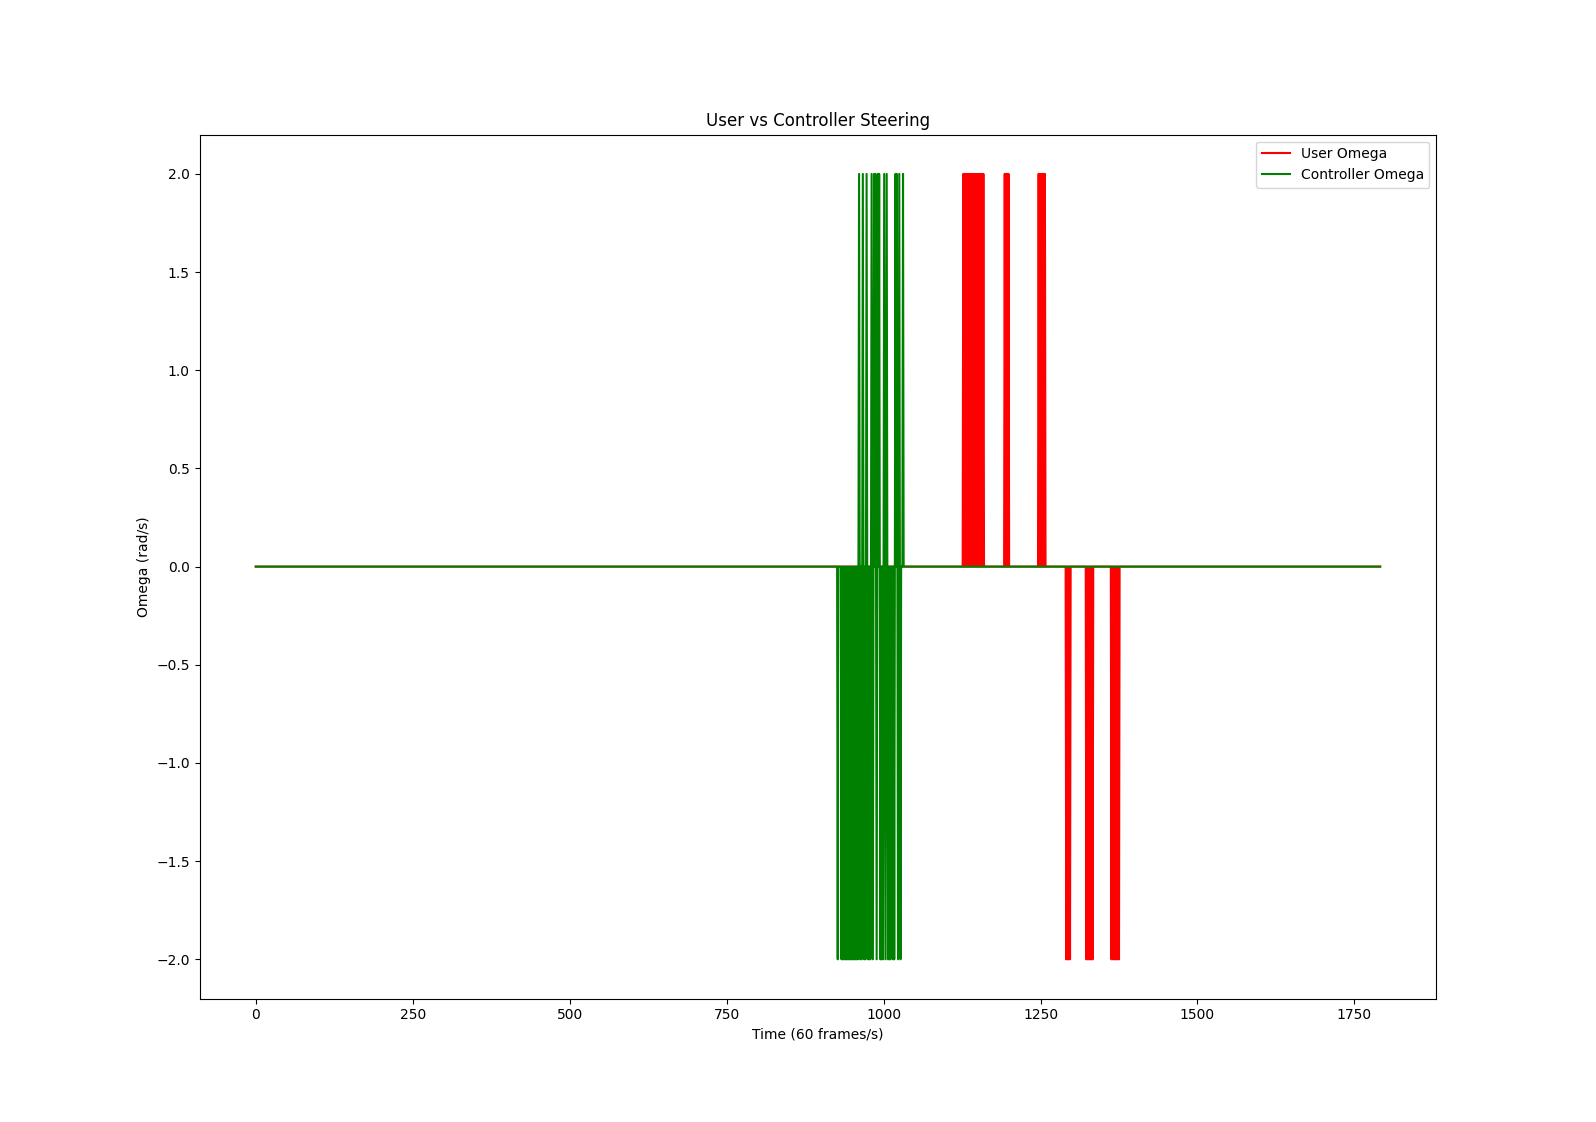 User vs Controller Steering
User Omega
Controller Omega
2.0
1.5
1.0
0.5
0.0
−0.5
−1.0
−1.5
−2.0
Omega (rad/s)
0 250 500 750 1000 1250 1500 1750
Time (60 frames/s)